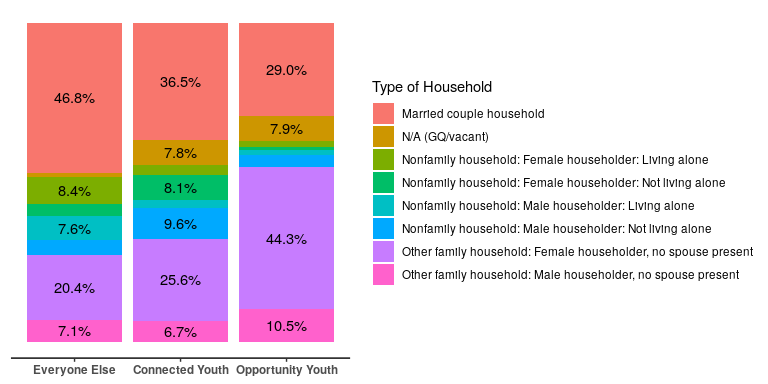 46.8%
8.4%
7.6%
20.4%
7.1%
36.5%
7.8%
8.1%
9.6%
25.6%
6.7%
29.0%
7.9%
44.3%
10.5%
Everyone Else
Connected Youth
Opportunity Youth
Type of Household
Married couple household
N/A (GQ/vacant)
Nonfamily household: Female householder: Living alone
Nonfamily household: Female householder: Not living alone
Nonfamily household: Male householder: Living alone
Nonfamily household: Male householder: Not living alone
Other family household: Female householder, no spouse present
Other family household: Male householder, no spouse present